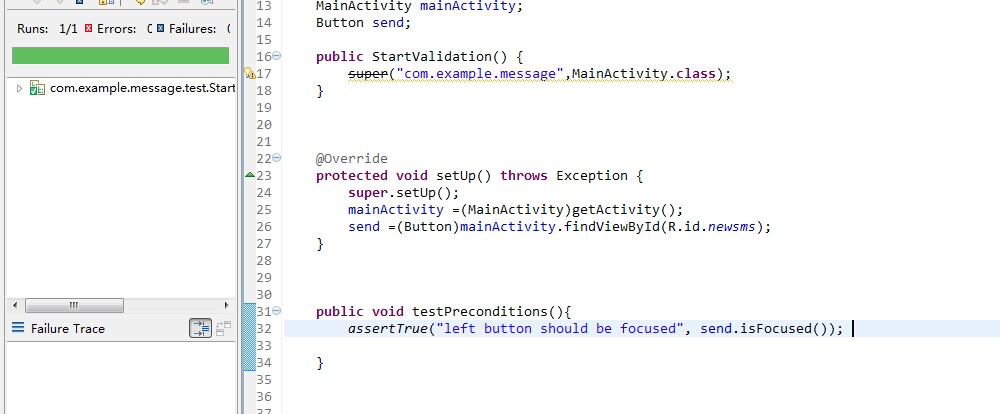 Runs: 1/1 Errors: Failures:
com.example.message.test.Start
Failure Trace
13 MainActivity mainActivity;
14 Button send;
15
16 public StartValidation() {
17 super("com.example.message",MainActivity.class);
18 }
19
20
21
22 @Override
23 protected void setUp() throws Exception {
24 super.setUp();
25 mainActivity =(MainActivity)getActivity();
26 send =(Button)mainActivity.findViewById(R.id.newsms);
27 }
28
29
30
31 public void testPreconditions(){
32 assertTrue("left button should be focused", send.isFocused());
33
34 }
35
36
37